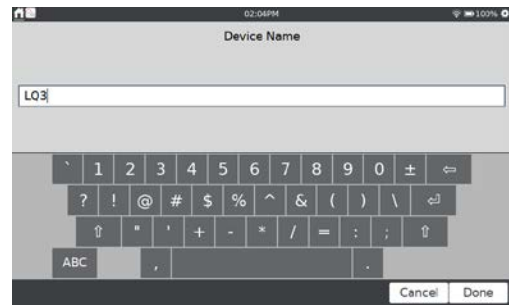 02:04PM 100%
Device Name
LQ3
` 1 2 3 4 5 6 7 8 9 0 ± ⇦
? ! @ # $ % ^ & ( ) \ ⏎
⇧ " ' + - * / = : ; ⇧
ABC , .
Cancel Done